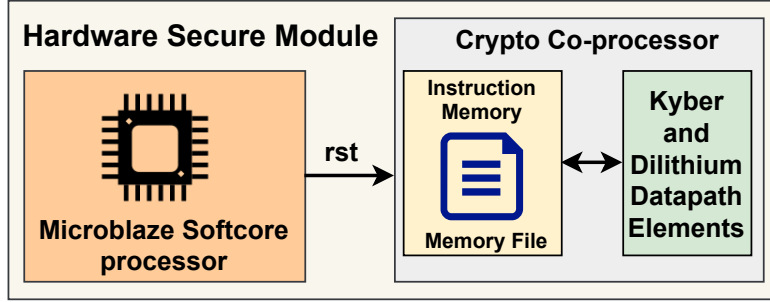 Hardware Secure Module
Crypto Co-processor
Microblaze Softcore
processor
rst
Instruction
Memory
Memory File
Kyber
and
Dilithium
Datapath
Elements